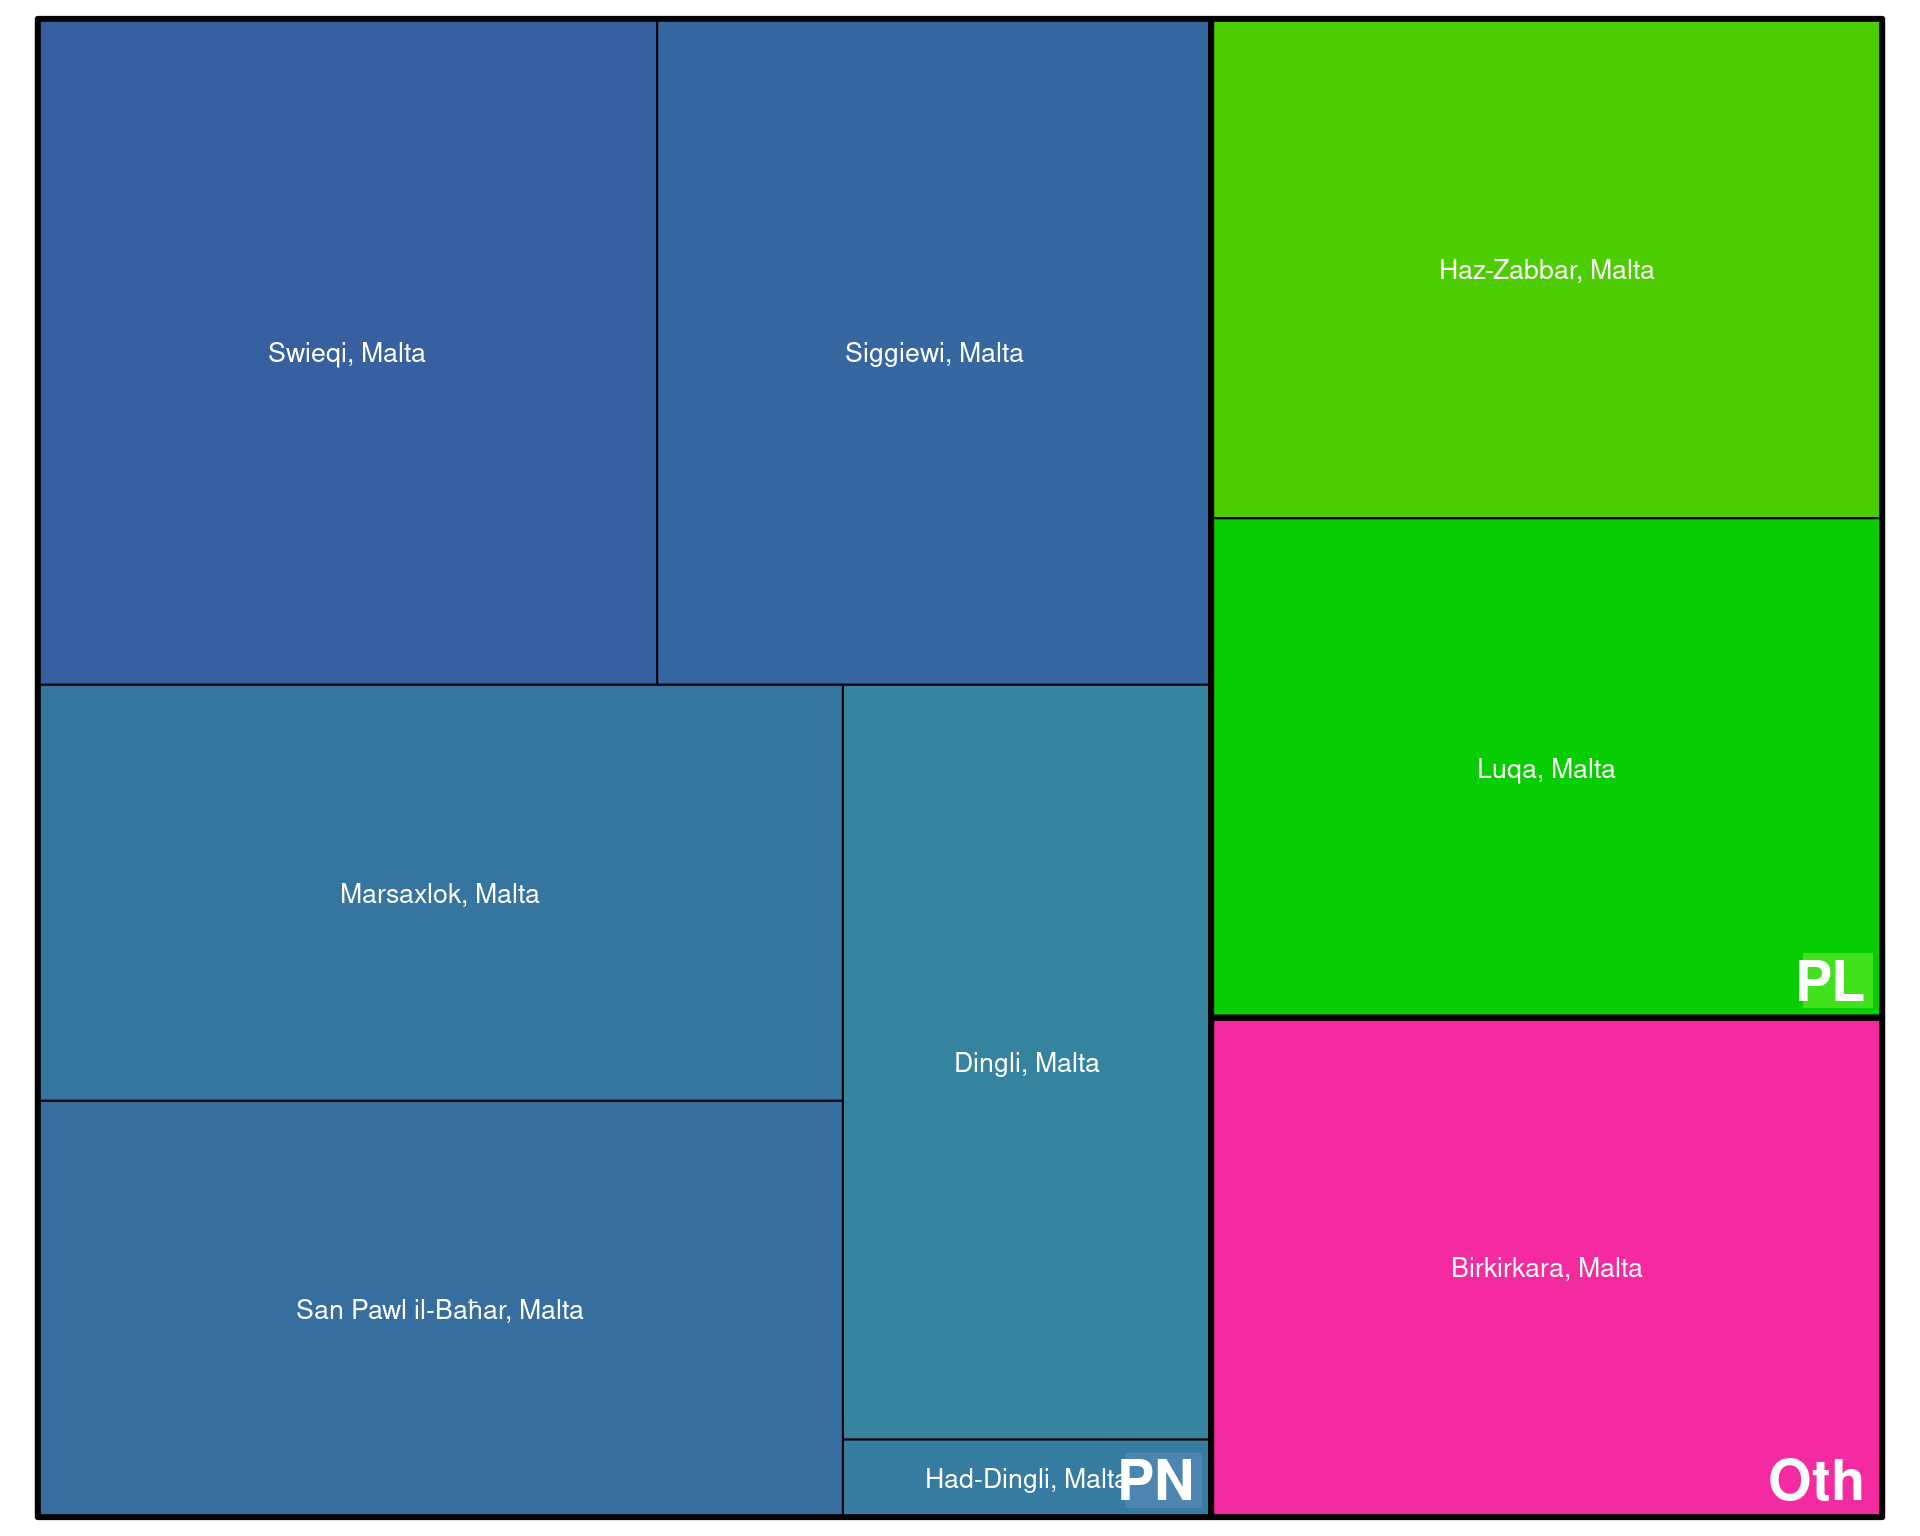 Swieqi, Malta
Siggiewi, Malta
Haz-Zabbar, Malta
Luqa, Malta
PL
Marsaxlok, Malta
Dingli, Malta
San Pawl il-Baħar, Malta
Had-Dingli, Malta
PN
Birkirkara, Malta
Oth